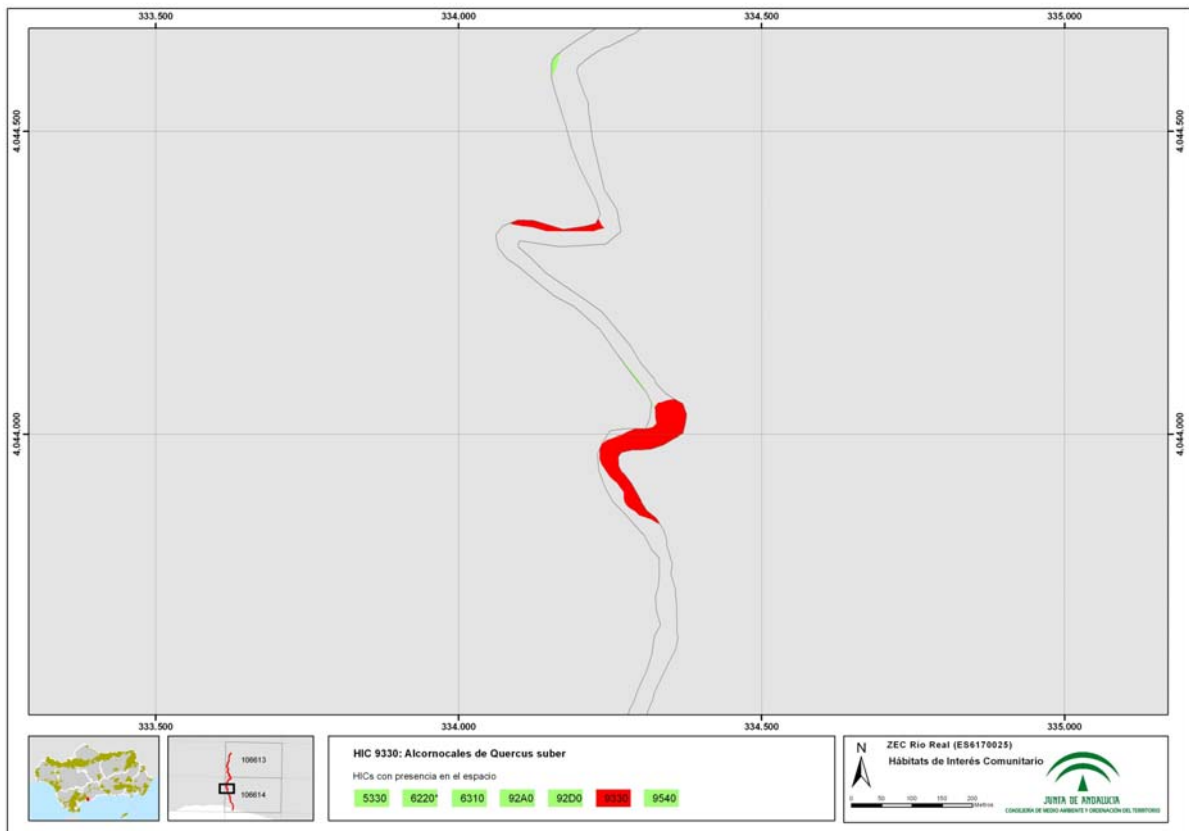 333.500 334.000 334.500 335.000
4.044.500 4.044.500
4.044.000 4.044.000
333.500 334.000 334.500 335.000
106613
106614
HIC 9330: Alcornocales de Quercus suber
HICs con presencia en el espacio
5330 6220* 6310 92A0 92D0 9330 9540
N
ZEC Río Real (ES6170025)
Hábitats de Interés Comunitario
0 50 100 150 200
Metros
JUNTA DE ANDALUCIA
CONSEJERÍA DE MEDIO AMBIENTE Y ORDENACIÓN DEL TERRITORIO